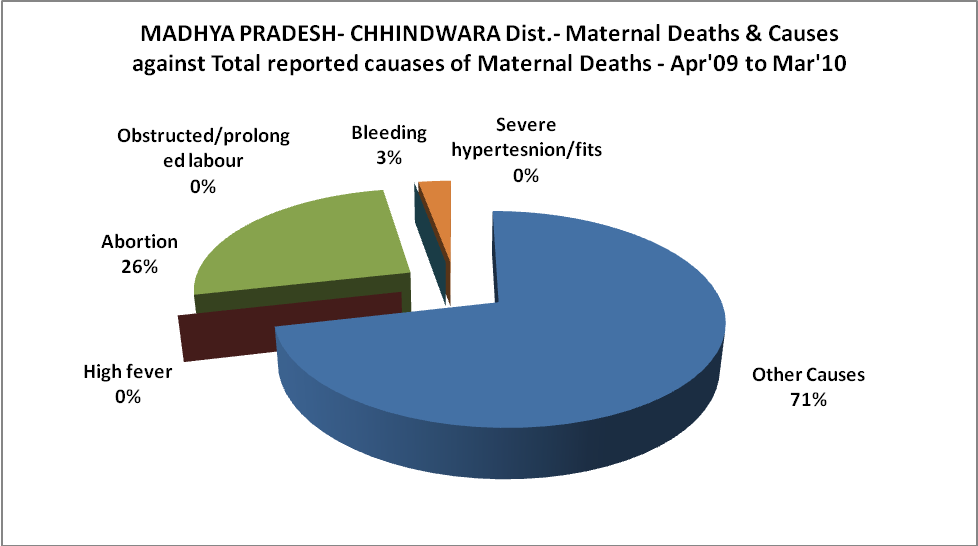 MADHYA PRADESH- CHHINDWARA Dist.- Maternal Deaths & Causes
against Total reported cauases of Maternal Deaths - Apr'09 to Mar'10
Obstructed/prolong
ed labour
0%
Bleeding
3%
Severe
hypertesnion/fits
0%
Abortion
26%
High fever
0%
Other Causes
71%